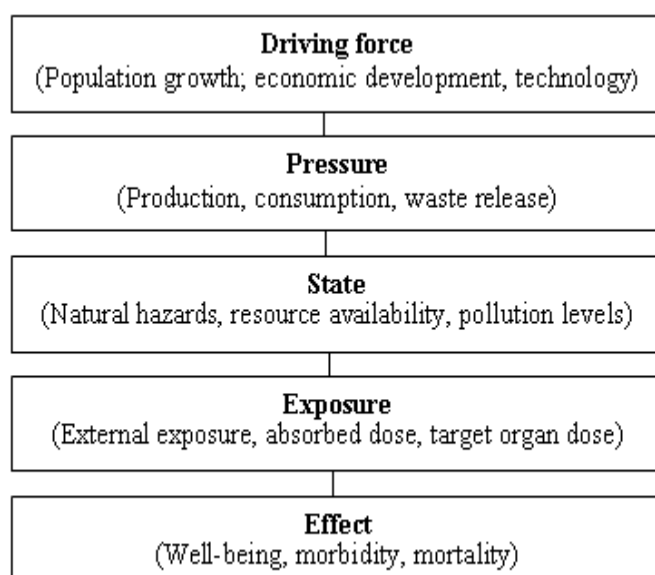 Driving force
(Population growth; economic development, technology)
Pressure
(Production, consumption, waste release)
State
(Natural hazards, resource availability, pollution levels)
Exposure
(External exposure, absorbed dose, target organ dose)
Effect
(Well-being, morbidity, mortality)